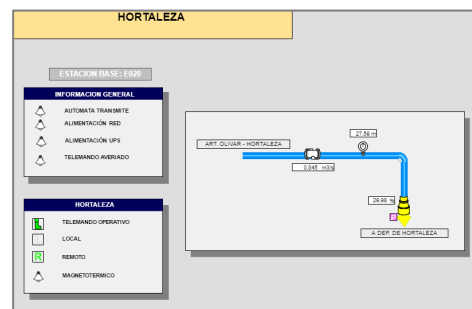 HORTALEZA
ESTACION BASE: E020
INFORMACION GENERAL
AUTOMATA TRANSMITE
ALIMENTACIÓN RED
ALIMENTACIÓN UPS
TELEMANDO AVERIADO
HORTALEZA
L TELEMANDO OPERATIVO
LOCAL
R REMOTO
MAGNETOTERMICO
ART. OLIVAR - HORTALEZA
27,59 m
0,845 m3/s
29,98 %
A DEP. DE HORTALEZA